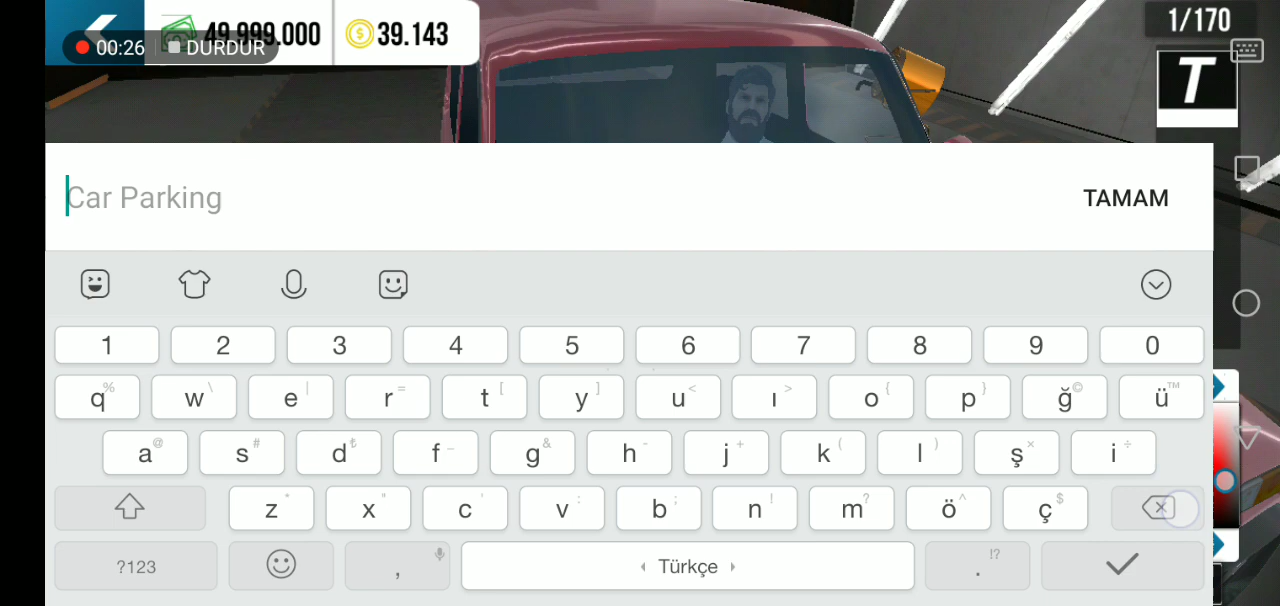 49.999.000
39.143
1/170
00:26 DURDUR
T
Car Parking
TAMAM
1 2 3 4 5 6 7 8 9 0
q % w \ e | r = t [ y ] u < ı > o { p } ğ © ü ™
a @ s # d ₺ f – g & h - j + k ( l ) ş × i ÷
z * x " c ' v : b ; n ! m ? ö ^ ç $
?123 , Türkçe . !?